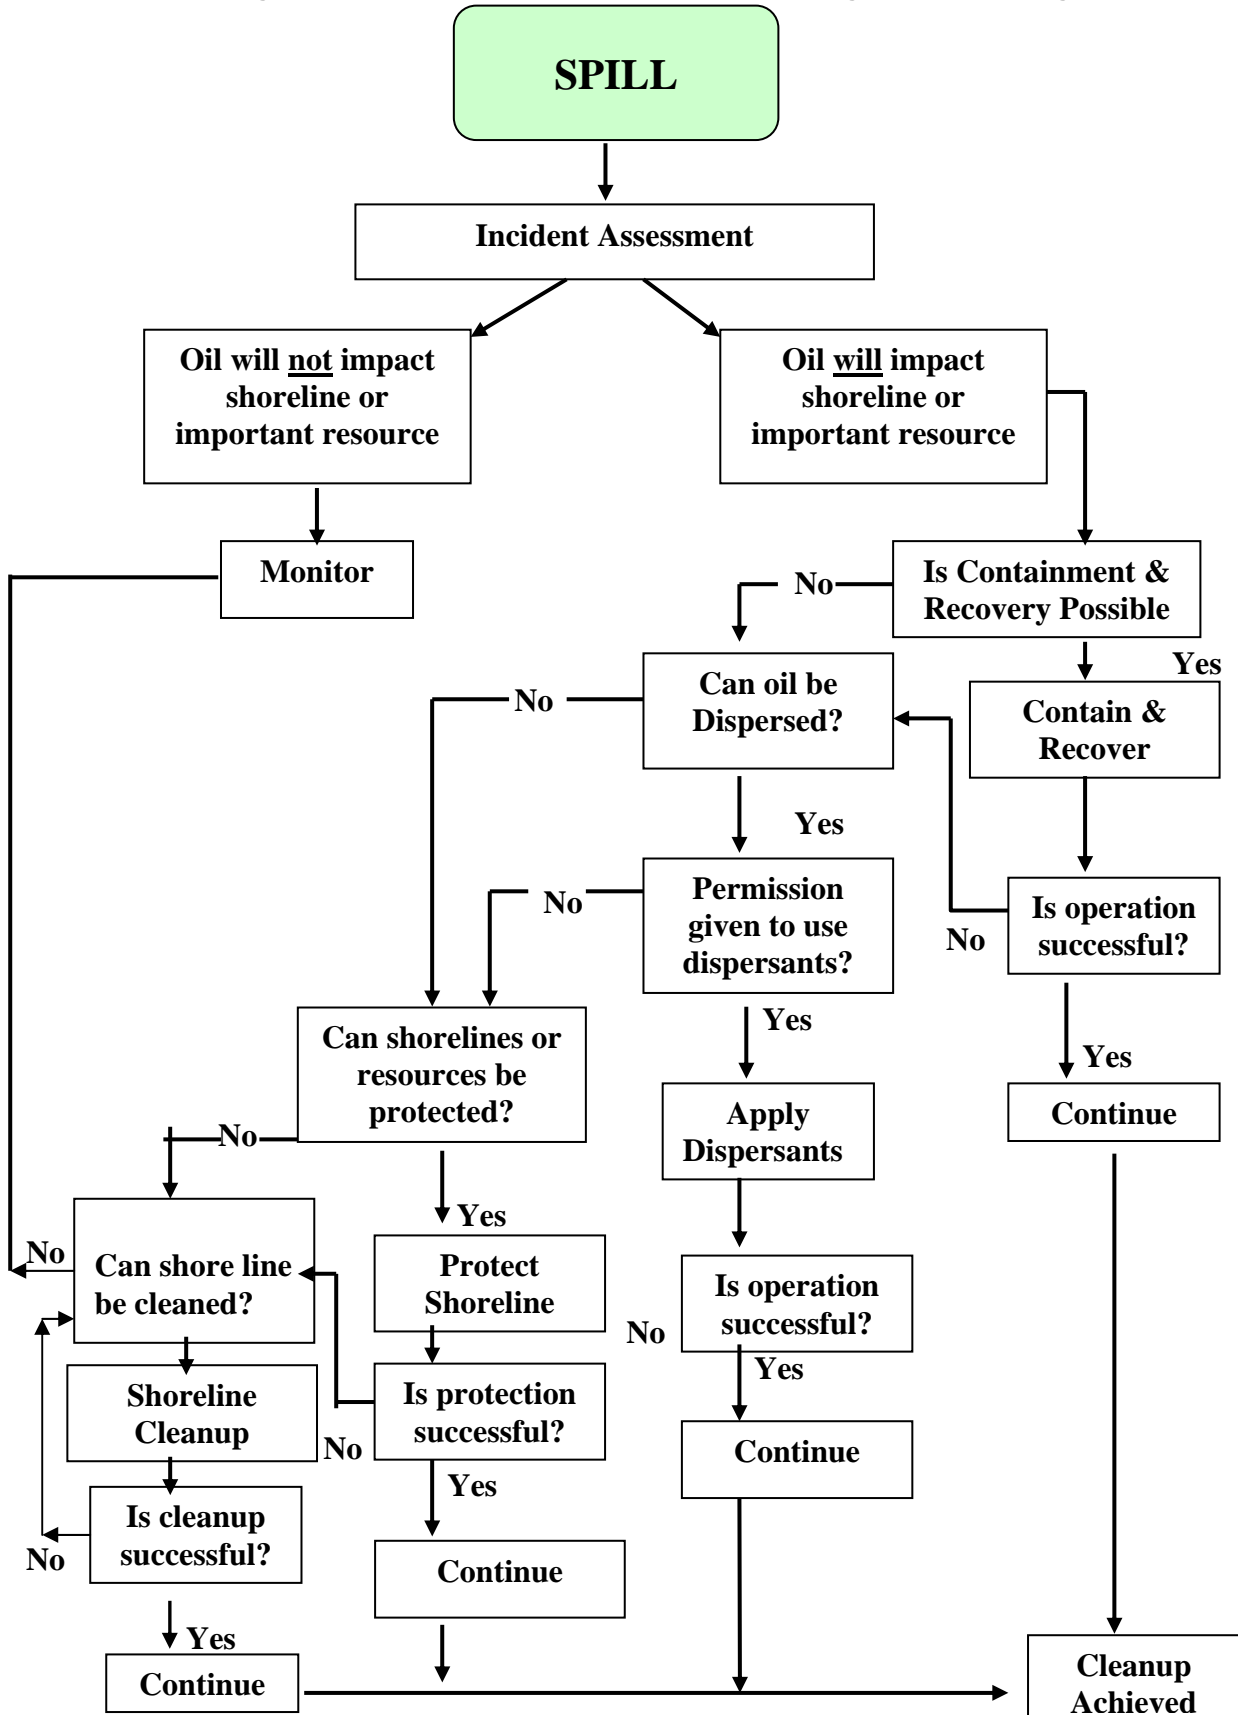 SPILL
Incident Assessment
Oil will not impact
shoreline or
important resource
Oil will impact
shoreline or
important resource
Monitor
Is Containment &
Recovery Possible
No
Yes
Can oil be
Dispersed?
No
Contain &
Recover
Yes
Permission
given to use
dispersants?
No
Is operation
successful?
No
Yes
Yes
Can shorelines or
resources be
protected?
Apply
Dispersants
Continue
No
Yes
No
Can shore line
be cleaned?
Protect
Shoreline
Is operation
successful?
No
Yes
Shoreline
Cleanup
Is protection
successful?
No
Continue
Yes
Is cleanup
successful?
No
Continue
Yes
Continue
Cleanup
Achieved